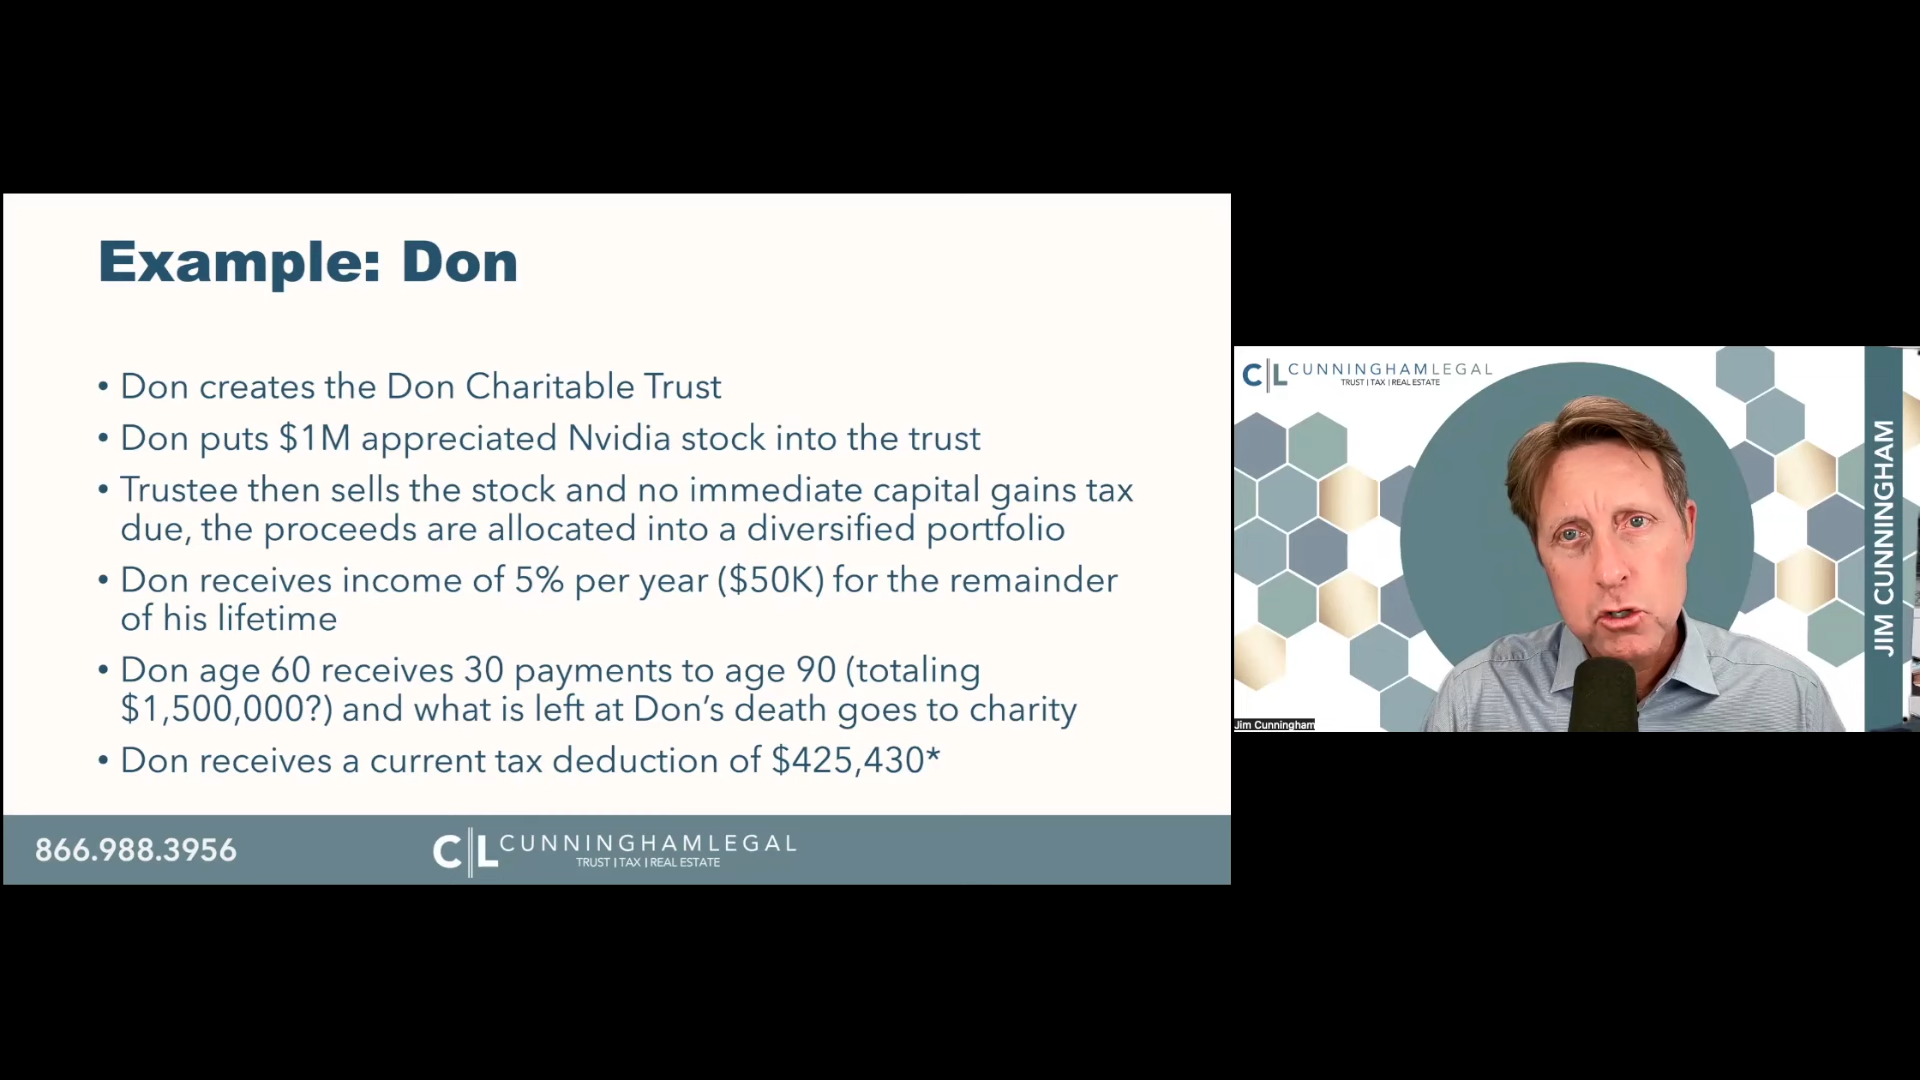 Example: Don
• Don creates the Don Charitable Trust
• Don puts $1M appreciated Nvidia stock into the trust
• Trustee then sells the stock and no immediate capital gains tax
due, the proceeds are allocated into a diversified portfolio
• Don receives income of 5% per year ($50K) for the remainder
of his lifetime
• Don age 60 receives 30 payments to age 90 (totaling
$1,500,000?) and what is left at Don’s death goes to charity
• Don receives a current tax deduction of $425,430*
866.988.3956
CL CUNNINGHAMLEGAL
TRUST | TAX | REAL ESTATE
CL CUNNINGHAMLEGAL
TRUST | TAX | REAL ESTATE
JIM CUNNINGHAM
Jim Cunningham